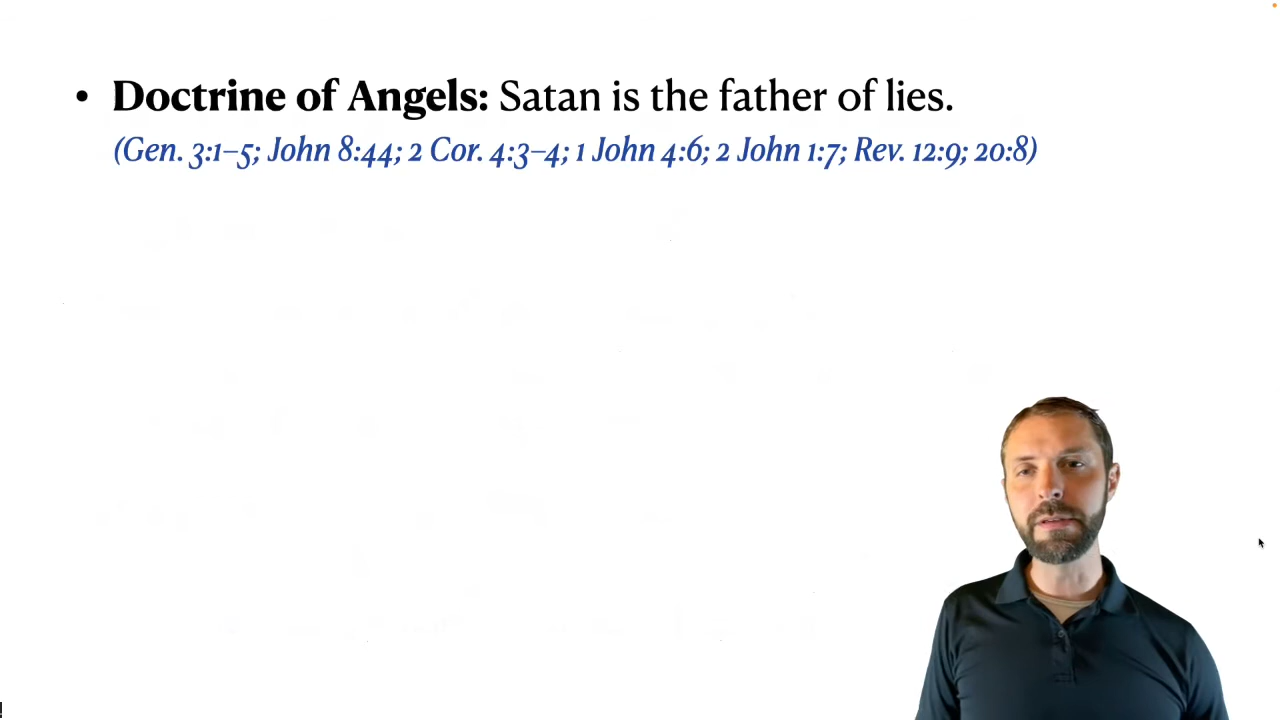 • Doctrine of Angels: Satan is the father of lies.
(Gen. 3:1–5; John 8:44; 2 Cor. 4:3–4; 1 John 4:6; 2 John 1:7; Rev. 12:9; 20:8)